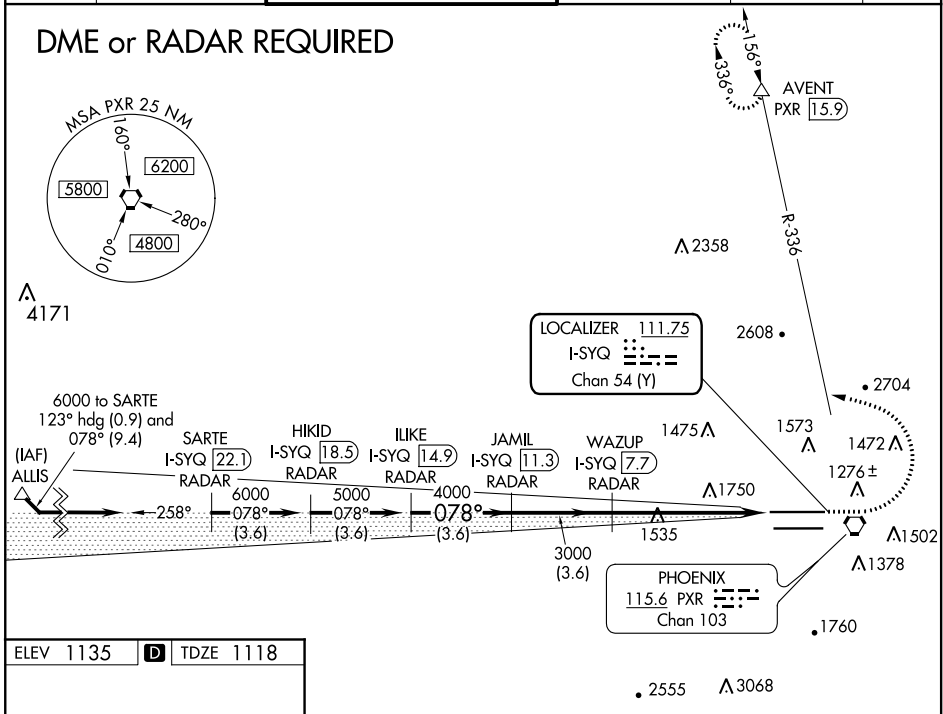 DME or RADAR REQUIRED
MSA PXR 25 NM
160°
6200
5800
280°
010°
4800
156°
336°
AVENT
PXR 15.9
R-336
2358
4171
LOCALIZER 111.75
I-SYQ
Chan 54 (Y)
2608
2704
6000 to SARTE
123° hdg (0.9) and
078° (9.4)
(IAF)
ALLIS
SARTE
I-SYQ 22.1
RADAR
HIKID
I-SYQ 18.5
RADAR
ILIKE
I-SYQ 14.9
RADAR
JAMIL
I-SYQ 11.3
RADAR
WAZUP
I-SYQ 7.7
RADAR
1475
1573
1472
1276 ±
1750
258°
6000
078°
(3.6)
5000
078°
(3.6)
4000
078°
(3.6)
3000
(3.6)
1535
1502
1378
PHOENIX
115.6 PXR
Chan 103
1760
ELEV 1135 D TDZE 1118
2555
3068